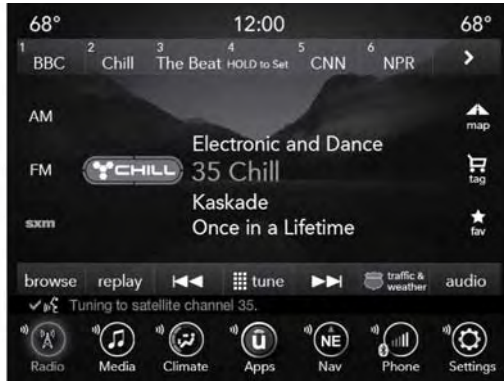 68° 12:00 68°
1 BBC 2 Chill 3 The Beat 4 HOLD to Set 5 CNN 6 NPR
AM
map
Electronic and Dance
FM CHILL 35 Chill
tag
Kaskade
sxm Once in a Lifetime
fav
browse replay tune traffic & weather audio
Tuning to satellite channel 35.
ū NE
Radio Media Climate Apps Nav Phone Settings